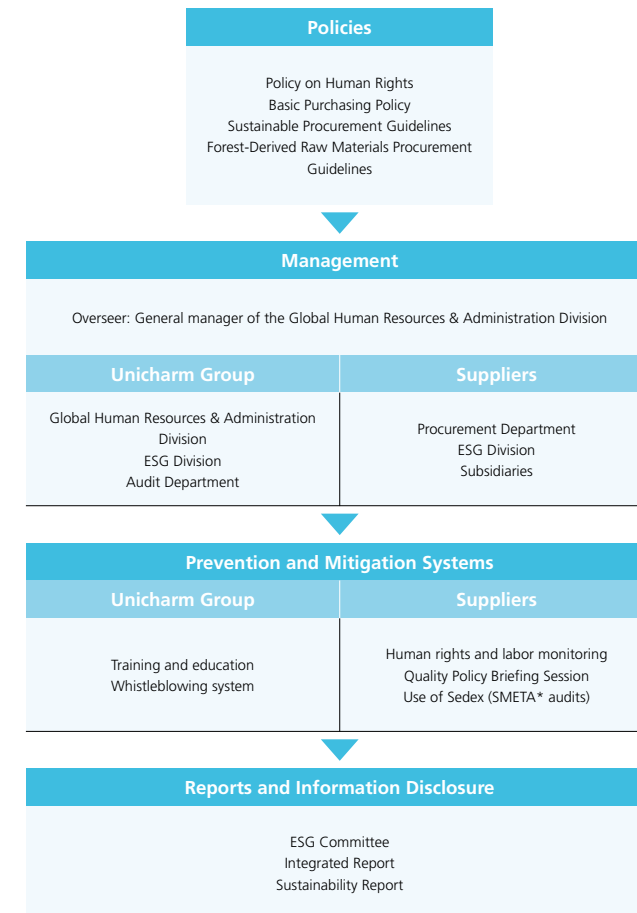 Policies
Policy on Human Rights
Basic Purchasing Policy
Sustainable Procurement Guidelines
Forest-Derived Raw Materials Procurement
Guidelines
Management
Overseer: General manager of the Global Human Resources & Administration Division
Unicharm Group
Global Human Resources & Administration
Division
ESG Division
Audit Department
Suppliers
Procurement Department
ESG Division
Subsidiaries
Prevention and Mitigation Systems
Unicharm Group
Training and education
Whistleblowing system
Suppliers
Human rights and labor monitoring
Quality Policy Briefing Session
Use of Sedex (SMETA* audits)
Reports and Information Disclosure
ESG Committee
Integrated Report
Sustainability Report